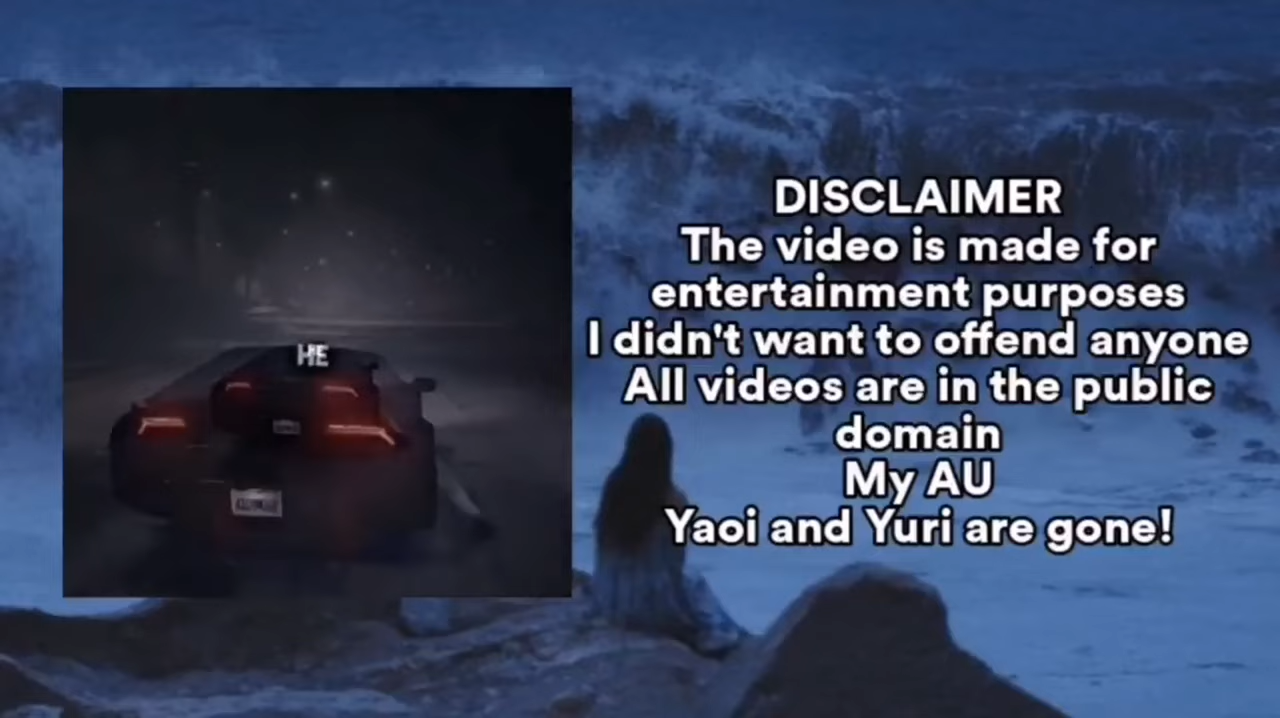 HE
DISCLAIMER
The video is made for
entertainment purposes
I didn't want to offend anyone
All videos are in the public
domain
My AU
Yaoi and Yuri are gone!